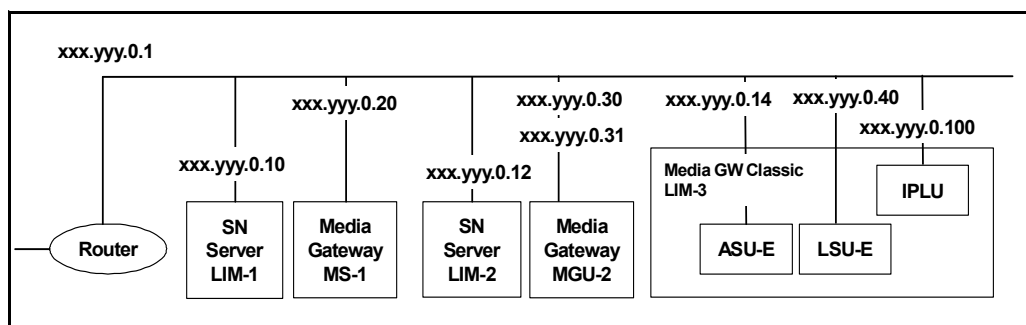 xxx.yyy.0.1
xxx.yyy.0.20
xxx.yyy.0.30
xxx.yyy.0.14
xxx.yyy.0.40
xxx.yyy.0.31
xxx.yyy.0.100
xxx.yyy.0.10
xxx.yyy.0.12
Media GW Classic
LIM-3
IPLU
Router
SN
Server
LIM-1
Media
Gateway
MS-1
SN
Server
LIM-2
Media
Gateway
MGU-2
ASU-E
LSU-E